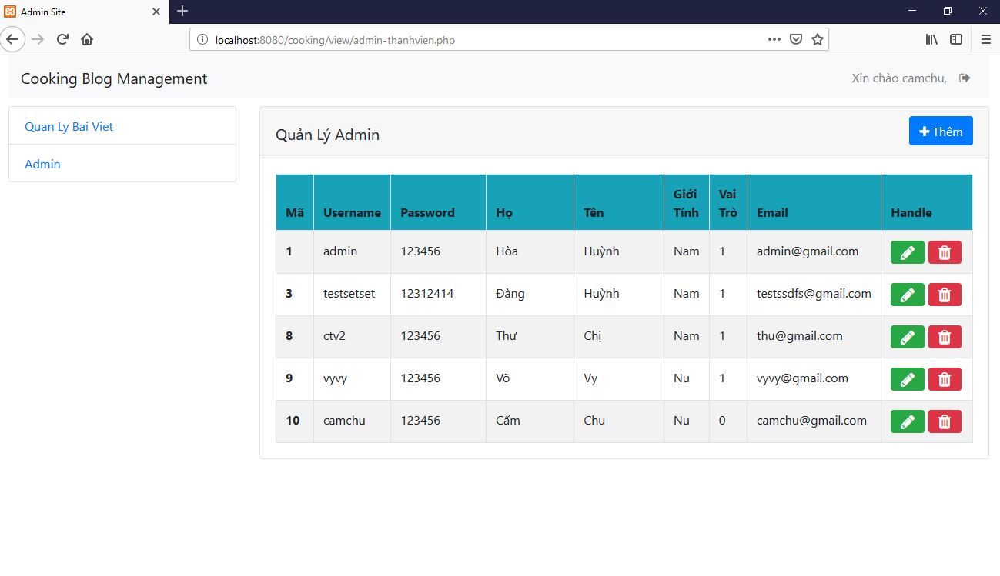 Admin Site
localhost:8080/cooking/view/admin-thanhvien.php
Cooking Blog Management
Xin chào camchu,
Quan Ly Bai Viet
Admin
Quản Lý Admin
Thêm
Mã Username Password Họ Tên Giới Tính Vai Trò Email Handle
1 admin 123456 Hòa Huỳnh Nam 1 admin@gmail.com
3 testsetset 12312414 Đàng Huỳnh Nam 1 testssdfs@gmail.com
8 ctv2 123456 Thư Chị Nam 1 thu@gmail.com
9 vyvy 123456 Võ Vy Nu 1 vyvy@gmail.com
10 camchu 123456 Cẩm Chu Nu 0 camchu@gmail.com